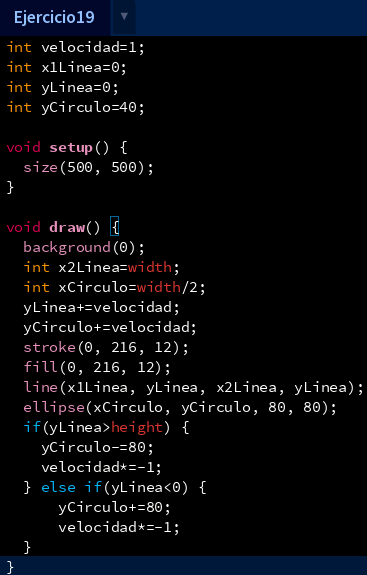 Ejercicio19
int velocidad=1;
int x1Linea=0;
int yLinea=0;
int yCirculo=40;
void setup() {
  size(500, 500);
}
void draw() {
  background(0);
  int x2Linea=width;
  int xCirculo=width/2;
  yLinea+=velocidad;
  yCirculo+=velocidad;
  stroke(0, 216, 12);
  fill(0, 216, 12);
  line(x1Linea, yLinea, x2Linea, yLinea);
  ellipse(xCirculo, yCirculo, 80, 80);
  if(yLinea>height) {
    yCirculo-=80;
    velocidad*=-1;
  } else if(yLinea<0) {
      yCirculo+=80;
      velocidad*=-1;
  }
}